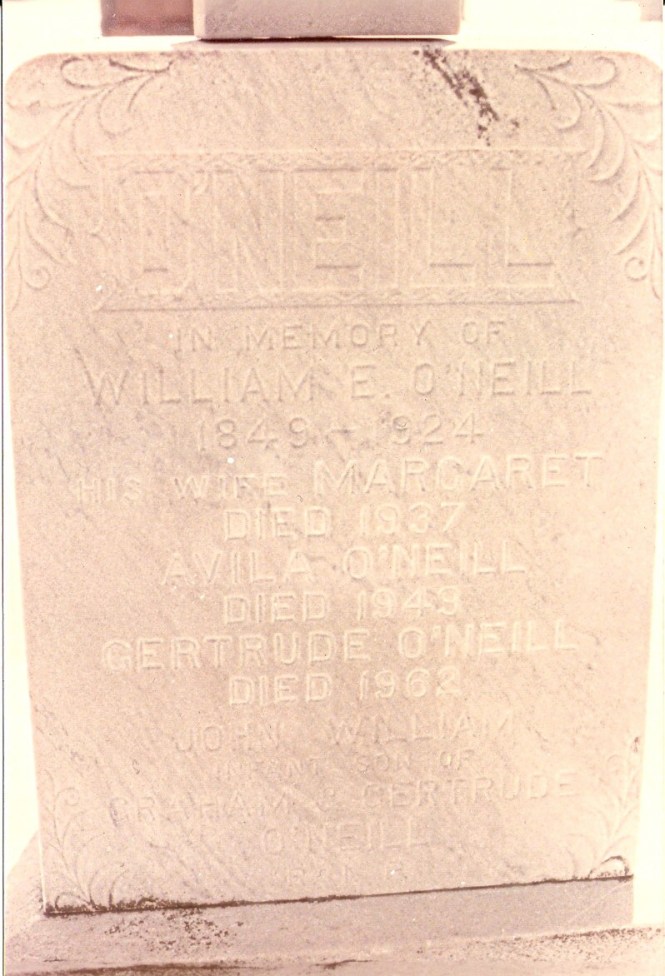 O'NEILL
IN MEMORY OF
WILLIAM E. O'NEILL
1849 - 1924
HIS WIFE MARGARET
DIED 1937
AVILA O'NEILL
DIED 1948
GERTRUDE O'NEILL
DIED 1962
JOHN WILLIAM
INFANT SON OF
GRAHAM & GERTRUDE
O'NEILL